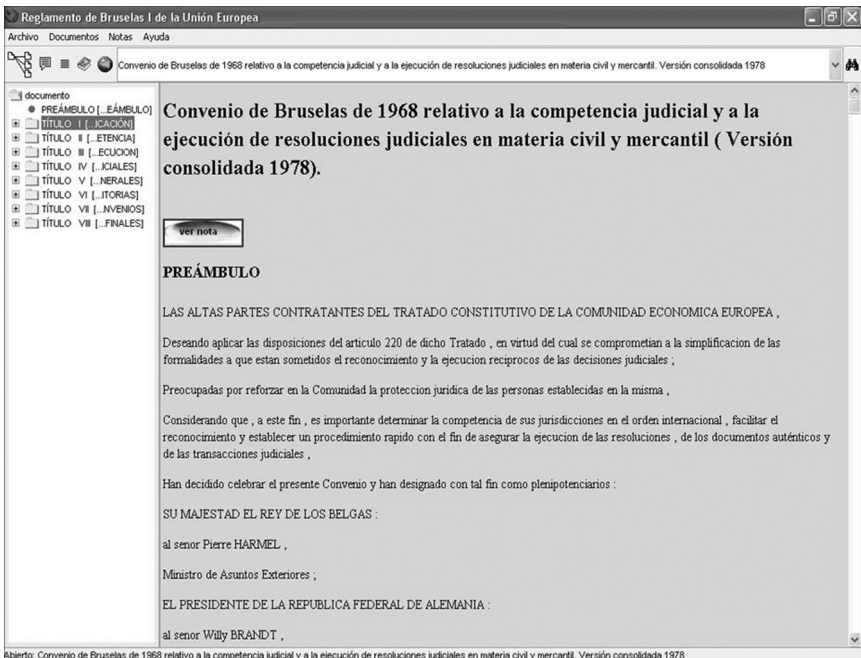 Reglamento de Bruselas I de la Unión Europea
Archivo Documentos Notas Ayuda
Convenio de Bruselas de 1968 relativo a la competencia judicial y a la ejecución de resoluciones judiciales en materia civil y mercantil. Versión consolidada 1978
documento
PREÁMBULO [...EÁMBULO]
TÍTULO I [...ICACIÓN]
TÍTULO II [...ETENCIA]
TÍTULO III [...ECUCION]
TÍTULO IV [...ICIALES]
TÍTULO V [...NERALES]
TÍTULO VI [...ITORIAS]
TÍTULO VII [...NVENIOS]
TÍTULO VIII [...FINALES]
Convenio de Bruselas de 1968 relativo a la competencia judicial y a la
ejecución de resoluciones judiciales en materia civil y mercantil ( Versión
consolidada 1978).
ver nota
PREÁMBULO
LAS ALTAS PARTES CONTRATANTES DEL TRATADO CONSTITUTIVO DE LA COMUNIDAD ECONOMICA EUROPEA ,
Deseando aplicar las disposiciones del articulo 220 de dicho Tratado , en virtud del cual se comprometian a la simplificacion de las
formalidades a que estan sometidos el reconocimiento y la ejecucion reciprocos de las decisiones judiciales ;
Preocupadas por reforzar en la Comunidad la proteccion juridica de las personas establecidas en la misma ,
Considerando que , a este fin , es importante determinar la competencia de sus jurisdicciones en el orden internacional , facilitar el
reconocimiento y establecer un procedimiento rapido con el fin de asegurar la ejecucion de las resoluciones , de los documentos auténticos y
de las transacciones judiciales ,
Han decidido celebrar el presente Convenio y han designado con tal fin como plenipotenciarios :
SU MAJESTAD EL REY DE LOS BELGAS :
al senor Pierre HARMEL ,
Ministro de Asuntos Exteriores ;
EL PRESIDENTE DE LA REPUBLICA FEDERAL DE ALEMANIA :
al senor Willy BRANDT ,
Abierto: Convenio de Bruselas de 1968 relativo a la competencia judicial y a la ejecución de resoluciones judiciales en materia civil y mercantil. Versión consolidada 1978